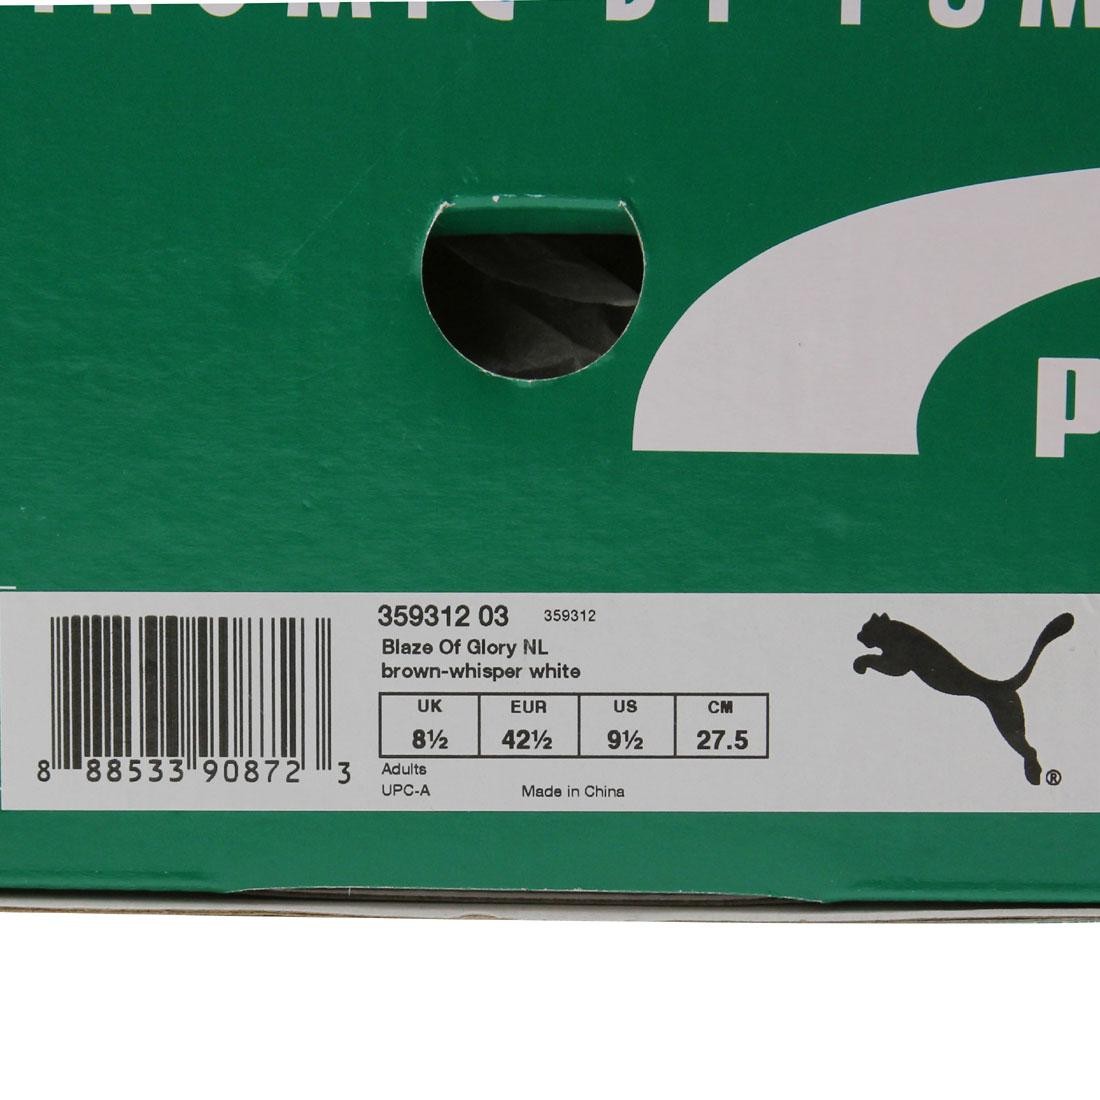 P
359312 03 359312
Blaze Of Glory NL
brown-whisper white
UK EUR US CM
8½ 42½ 9½ 27.5
8 88533 90872 3
Adults
UPC-A Made in China
®